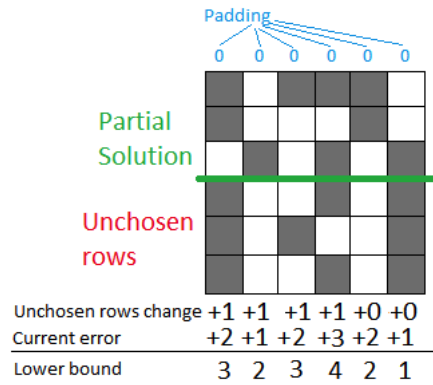 Padding
0 0 0 0 0 0
Partial
Solution
Unchosen
rows
Unchosen rows change +1 +1 +1 +1 +0 +0
Current error +2 +1 +2 +3 +2 +1
Lower bound 3 2 3 4 2 1